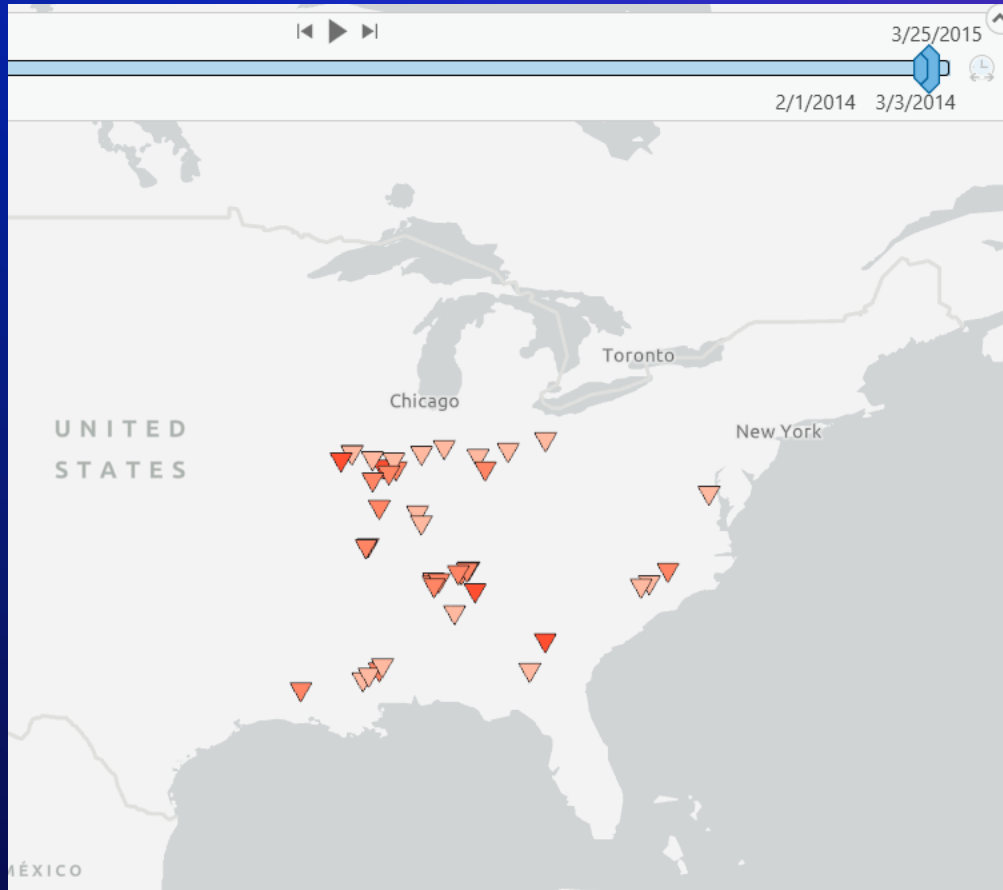 3/25/2015
2/1/2014 3/3/2014
Toronto
Chicago
UNITED
STATES
New York
MÉXICO